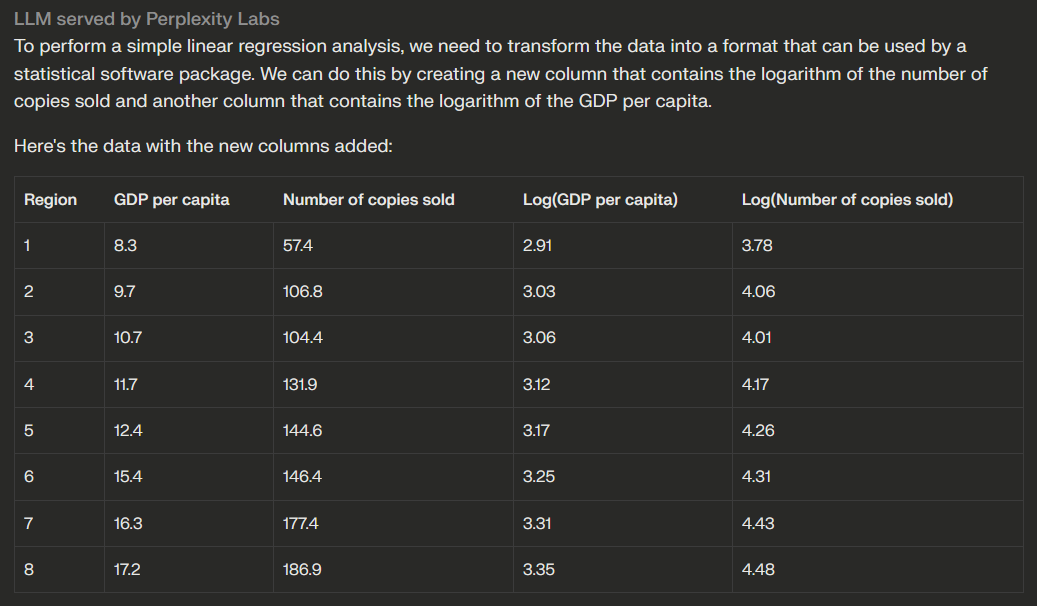 LLM served by Perplexity Labs
To perform a simple linear regression analysis, we need to transform the data into a format that can be used by a
statistical software package. We can do this by creating a new column that contains the logarithm of the number of
copies sold and another column that contains the logarithm of the GDP per capita.
Here's the data with the new columns added:
Region GDP per capita Number of copies sold Log(GDP per capita) Log(Number of copies sold)
1 8.3 57.4 2.91 3.78
2 9.7 106.8 3.03 4.06
3 10.7 104.4 3.06 4.01
4 11.7 131.9 3.12 4.17
5 12.4 144.6 3.17 4.26
6 15.4 146.4 3.25 4.31
7 16.3 177.4 3.31 4.43
8 17.2 186.9 3.35 4.48